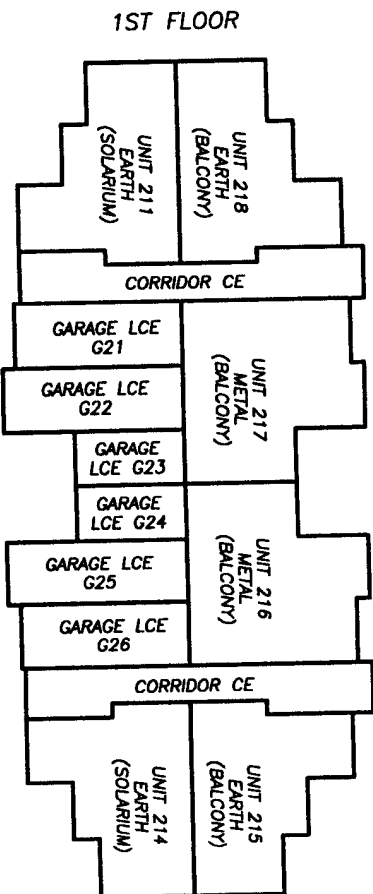 1ST FLOOR
UNIT 211
EARTH
(SOLARIUM)
UNIT 218
EARTH
(BALCONY)
CORRIDOR CE
GARAGE LCE
G21
GARAGE LCE
G22
GARAGE
LCE G23
UNIT 217
METAL
(BALCONY)
GARAGE
LCE G24
GARAGE LCE
G25
GARAGE LCE
G26
UNIT 216
METAL
(BALCONY)
CORRIDOR CE
UNIT 214
EARTH
(SOLARIUM)
UNIT 215
EARTH
(BALCONY)